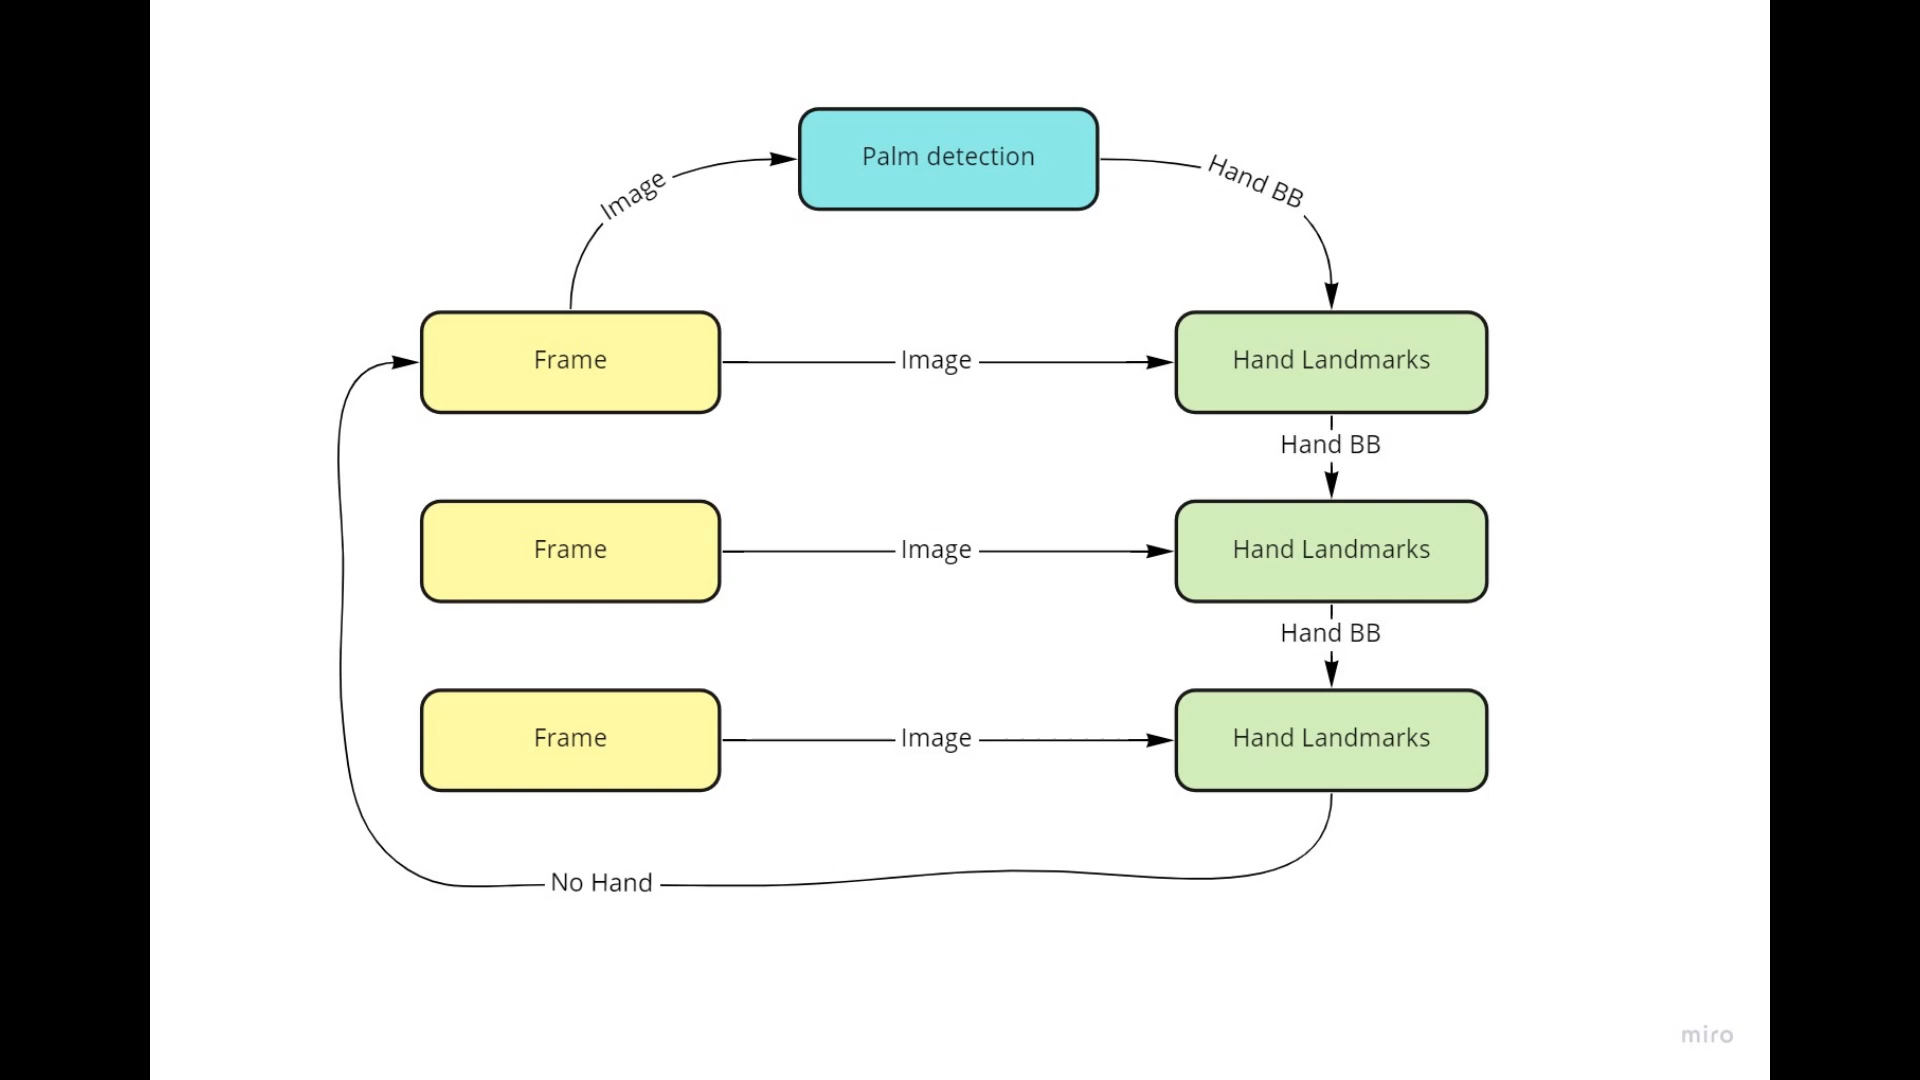 Palm detection
Image
Hand BB
Frame
Image
Hand Landmarks
Hand BB
Frame
Image
Hand Landmarks
Hand BB
Frame
Image
Hand Landmarks
No Hand
miro